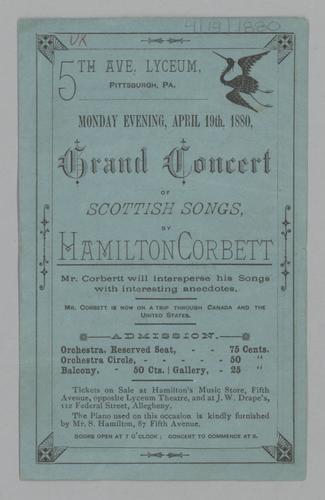 VR
4/19/1880
5TH AVE. LYCEUM,
PITTSBURGH, PA.
MONDAY EVENING, APRIL 19th, 1880,
Grand Concert
OF
SCOTTISH SONGS,
BY
HAMILTON CORBETT
Mr. Corbertt will intersperse his Songs
with interesting anecdotes.
MR. CORBETT IS NOW ON A TRIP THROUGH CANADA AND THE
UNITED STATES.
ADMISSION.
Orchestra, Reserved Seat, - - 75 Cents.
Orchestra Circle, - - - - - 50 "
Balcony, - 50 Cts. | Gallery, - 25 "
Tickets on Sale at Hamilton's Music Store, Fifth
Avenue, opposite Lyceum Theatre, and at J. W. Drape's,
112 Federal Street, Allegheny.
The Piano used on this occasion is kindly furnished
by Mr. S. Hamilton, 87 Fifth Avenue.
DOORS OPEN AT 7 O'CLOCK; CONCERT TO COMMENCE AT 8.